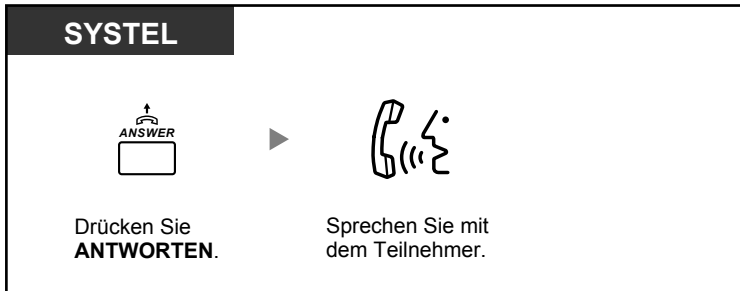 SYSTEL
ANSWER
Drücken Sie
ANTWORTEN.
Sprechen Sie mit
dem Teilnehmer.